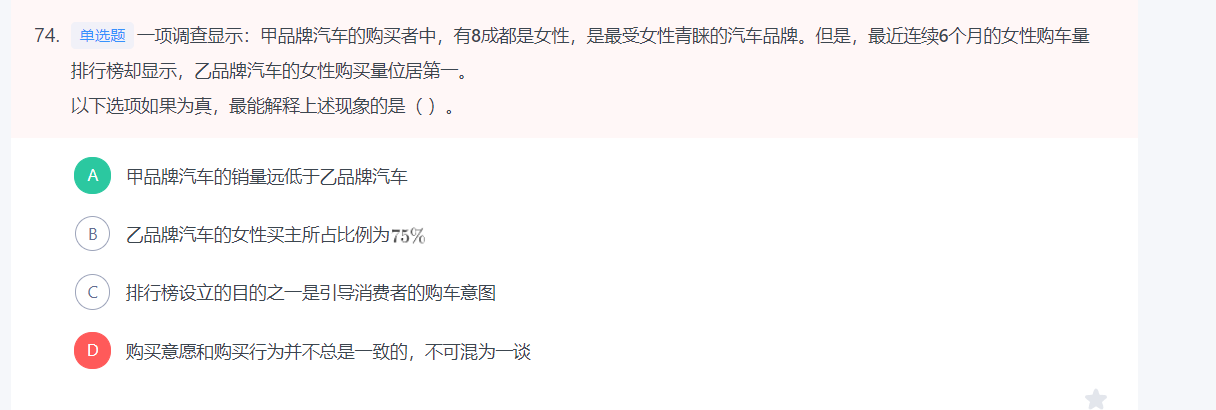 74. 单选题 一项调查显示：甲品牌汽车的购买者中，有8成都是女性，是最受女性青睐的汽车品牌。但是，最近连续6个月的女性购车量
排行榜却显示，乙品牌汽车的女性购买量位居第一。
以下选项如果为真，最能解释上述现象的是（ ）。
A 甲品牌汽车的销量远低于乙品牌汽车
B 乙品牌汽车的女性买主所占比例为75%
C 排行榜设立的目的之一是引导消费者的购车意图
D 购买意愿和购买行为并不总是一致的，不可混为一谈